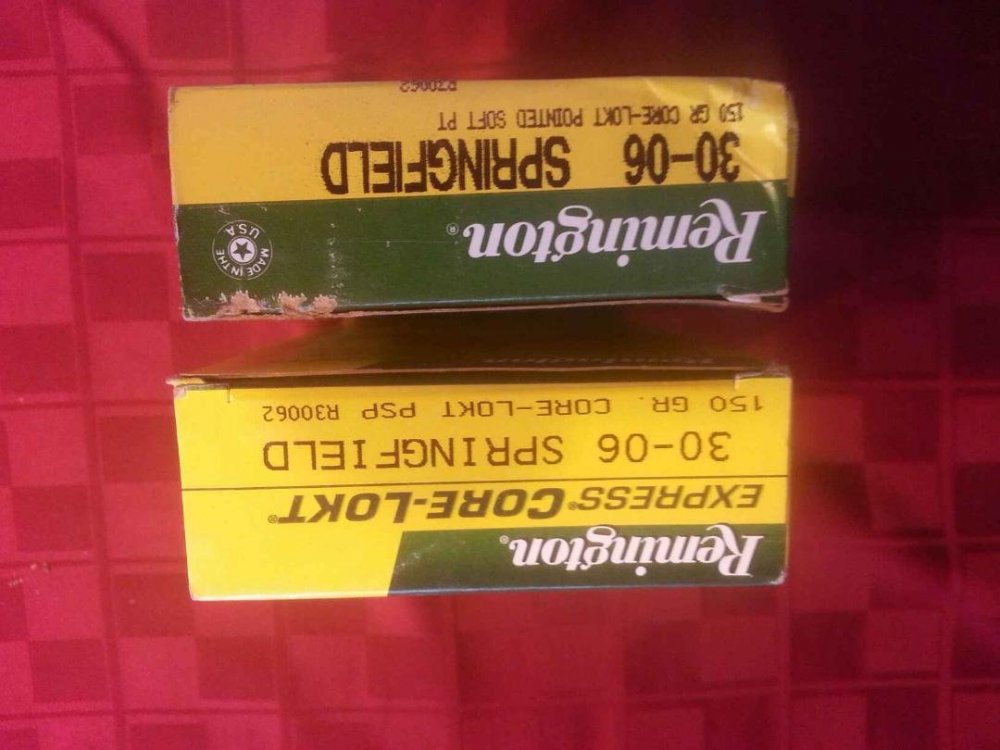 Remington®
EXPRESS® CORE-LOKT®
30-06 SPRINGFIELD
150 GR. CORE-LOKT PSP R30062
Remington®
MADE IN THE USA
30-06 SPRINGFIELD
150 GR CORE-LOKT POINTED SOFT PT
R30062